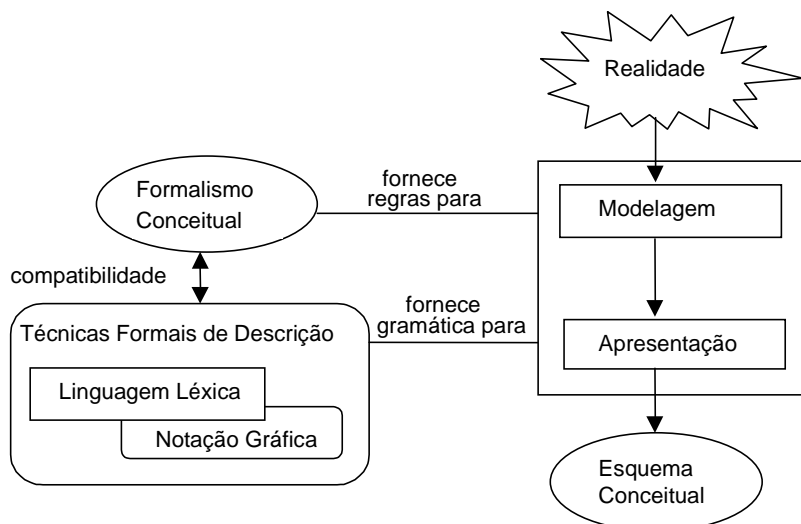 Realidade
Formalismo
Conceitual
fornece
regras para
Modelagem
compatibilidade
Técnicas Formais de Descrição
fornece
gramática para
Apresentação
Linguagem Léxica
Notação Gráfica
Esquema
Conceitual